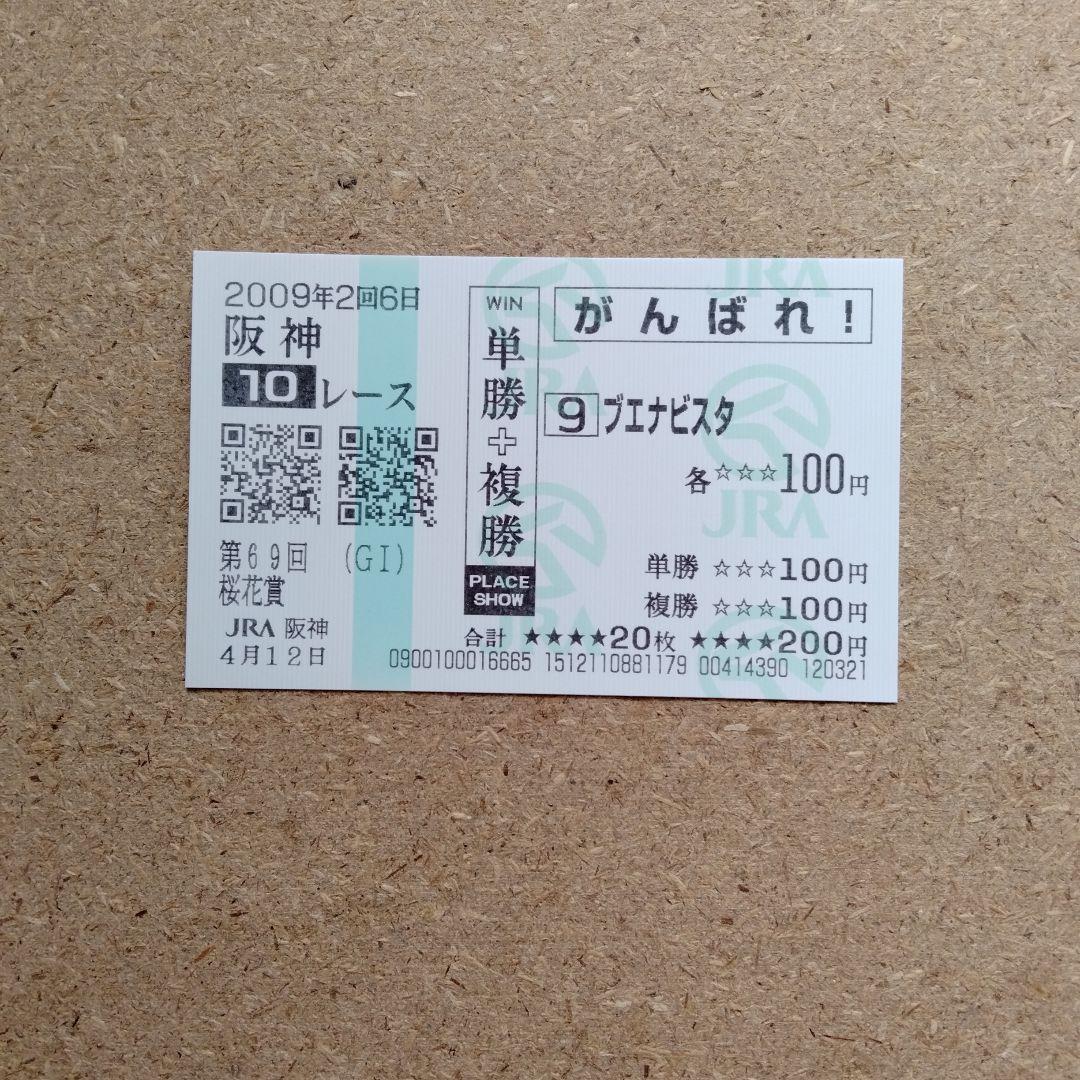 2009年2回6日
阪神
10レース
第69回 (GI)
桜花賞
JRA 阪神
4月12日
WIN
単勝+複勝
PLACE
SHOW
がんばれ!
9 ブエナビスタ
各☆☆☆100円
単勝 ☆☆☆100円
複勝 ☆☆☆100円
合計 ★★★★20枚 ★★★★200円
0900100016665 1512110881179 00414390 120321
JRA
JRA
JRA